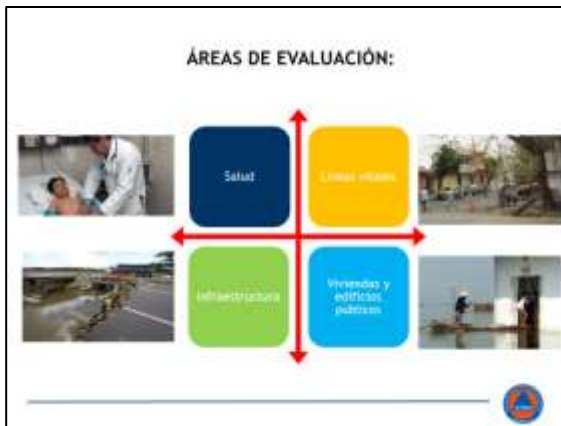 ÁREAS DE EVALUACIÓN:
Salud
Líneas vitales
Infraestructura
Viviendas y
edificios
públicos